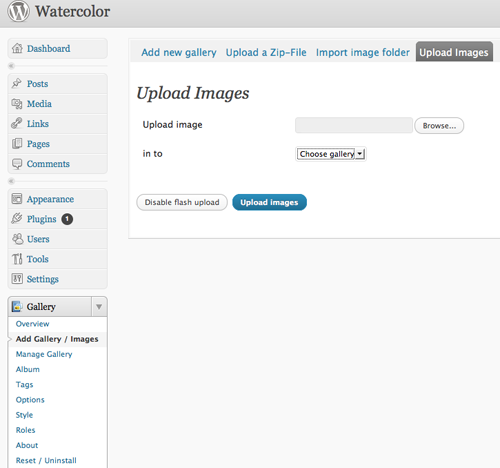 Watercolor
Dashboard
Posts
Media
Links
Pages
Comments
Appearance
Plugins 1
Users
Tools
Settings
Gallery
Overview
Add Gallery / Images
Manage Gallery
Album
Tags
Options
Style
Roles
About
Reset / Uninstall
Add new gallery Upload a Zip-File Import image folder Upload Images
Upload Images
Upload image Browse...
in to Choose gallery
Disable flash upload Upload images